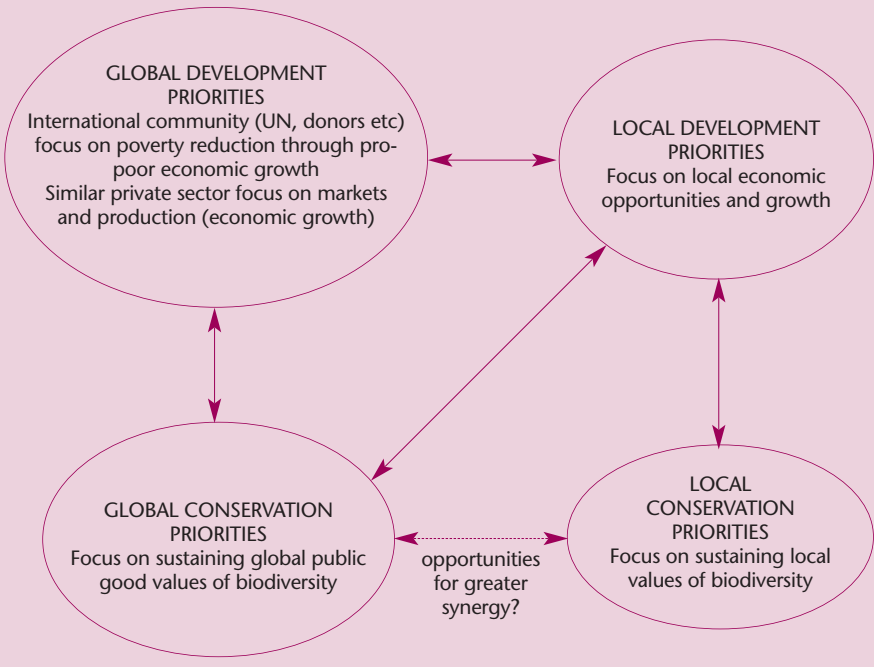 GLOBAL DEVELOPMENT
PRIORITIES
International community (UN, donors etc)
focus on poverty reduction through pro-
poor economic growth
Similar private sector focus on markets
and production (economic growth)
LOCAL DEVELOPMENT
PRIORITIES
Focus on local economic
opportunities and growth
GLOBAL CONSERVATION
PRIORITIES
Focus on sustaining global public
good values of biodiversity
opportunities
for greater
synergy?
LOCAL
CONSERVATION
PRIORITIES
Focus on sustaining local
values of biodiversity